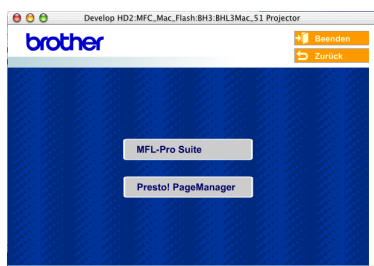 Develop HD2:MFC_Mac_Flash:BH3:BHL3Mac_51 Projector
brother
Beenden
Zurück
MFL-Pro Suite
Presto! PageManager